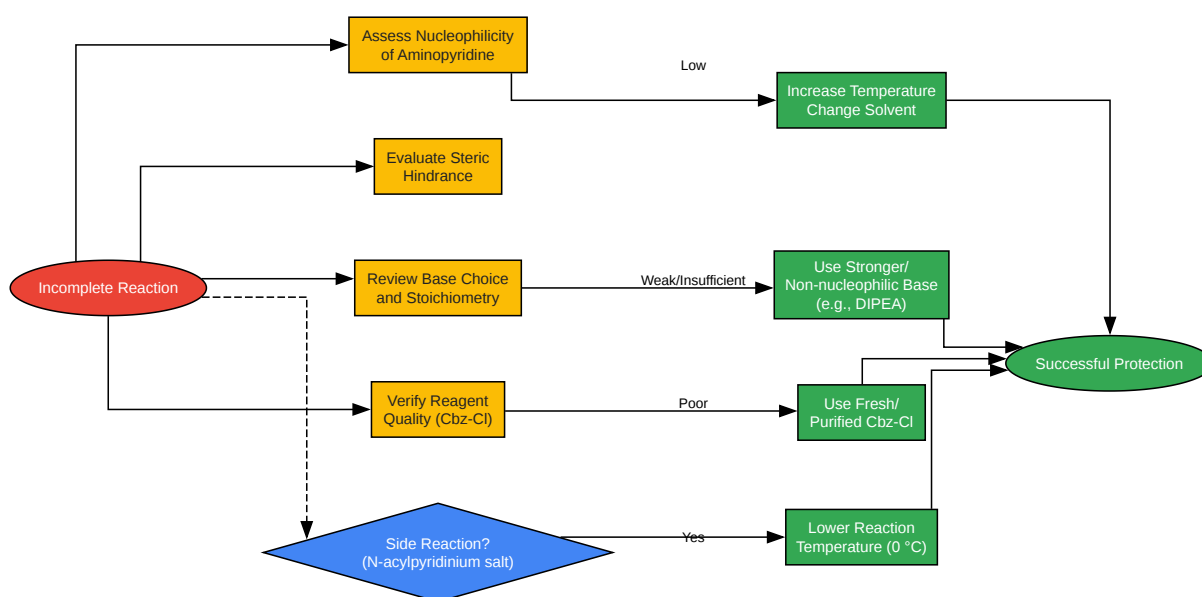 Assess Nucleophilicity
of Aminopyridine
Low
Increase Temperature
Change Solvent
Evaluate Steric
Hindrance
Incomplete Reaction
Review Base Choice
and Stoichiometry
Weak/Insufficient
Use Stronger/
Non-nucleophilic Base
(e.g., DIPEA)
Successful Protection
Verify Reagent
Quality (Cbz-Cl)
Poor
Use Fresh/
Purified Cbz-Cl
Side Reaction?
(N-acylpyridinium salt)
Yes
Lower Reaction
Temperature (0 °C)